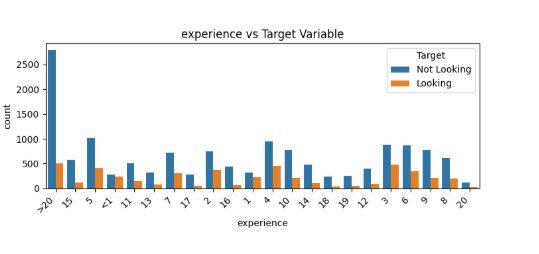 experience vs Target Variable
Target
Not Looking
Looking
count
2500
2000
1500
1000
500
0
>20 15 5 <1 11 13 7 17 2 16 1 4 10 14 18 19 12 3 6 9 8 20
experience